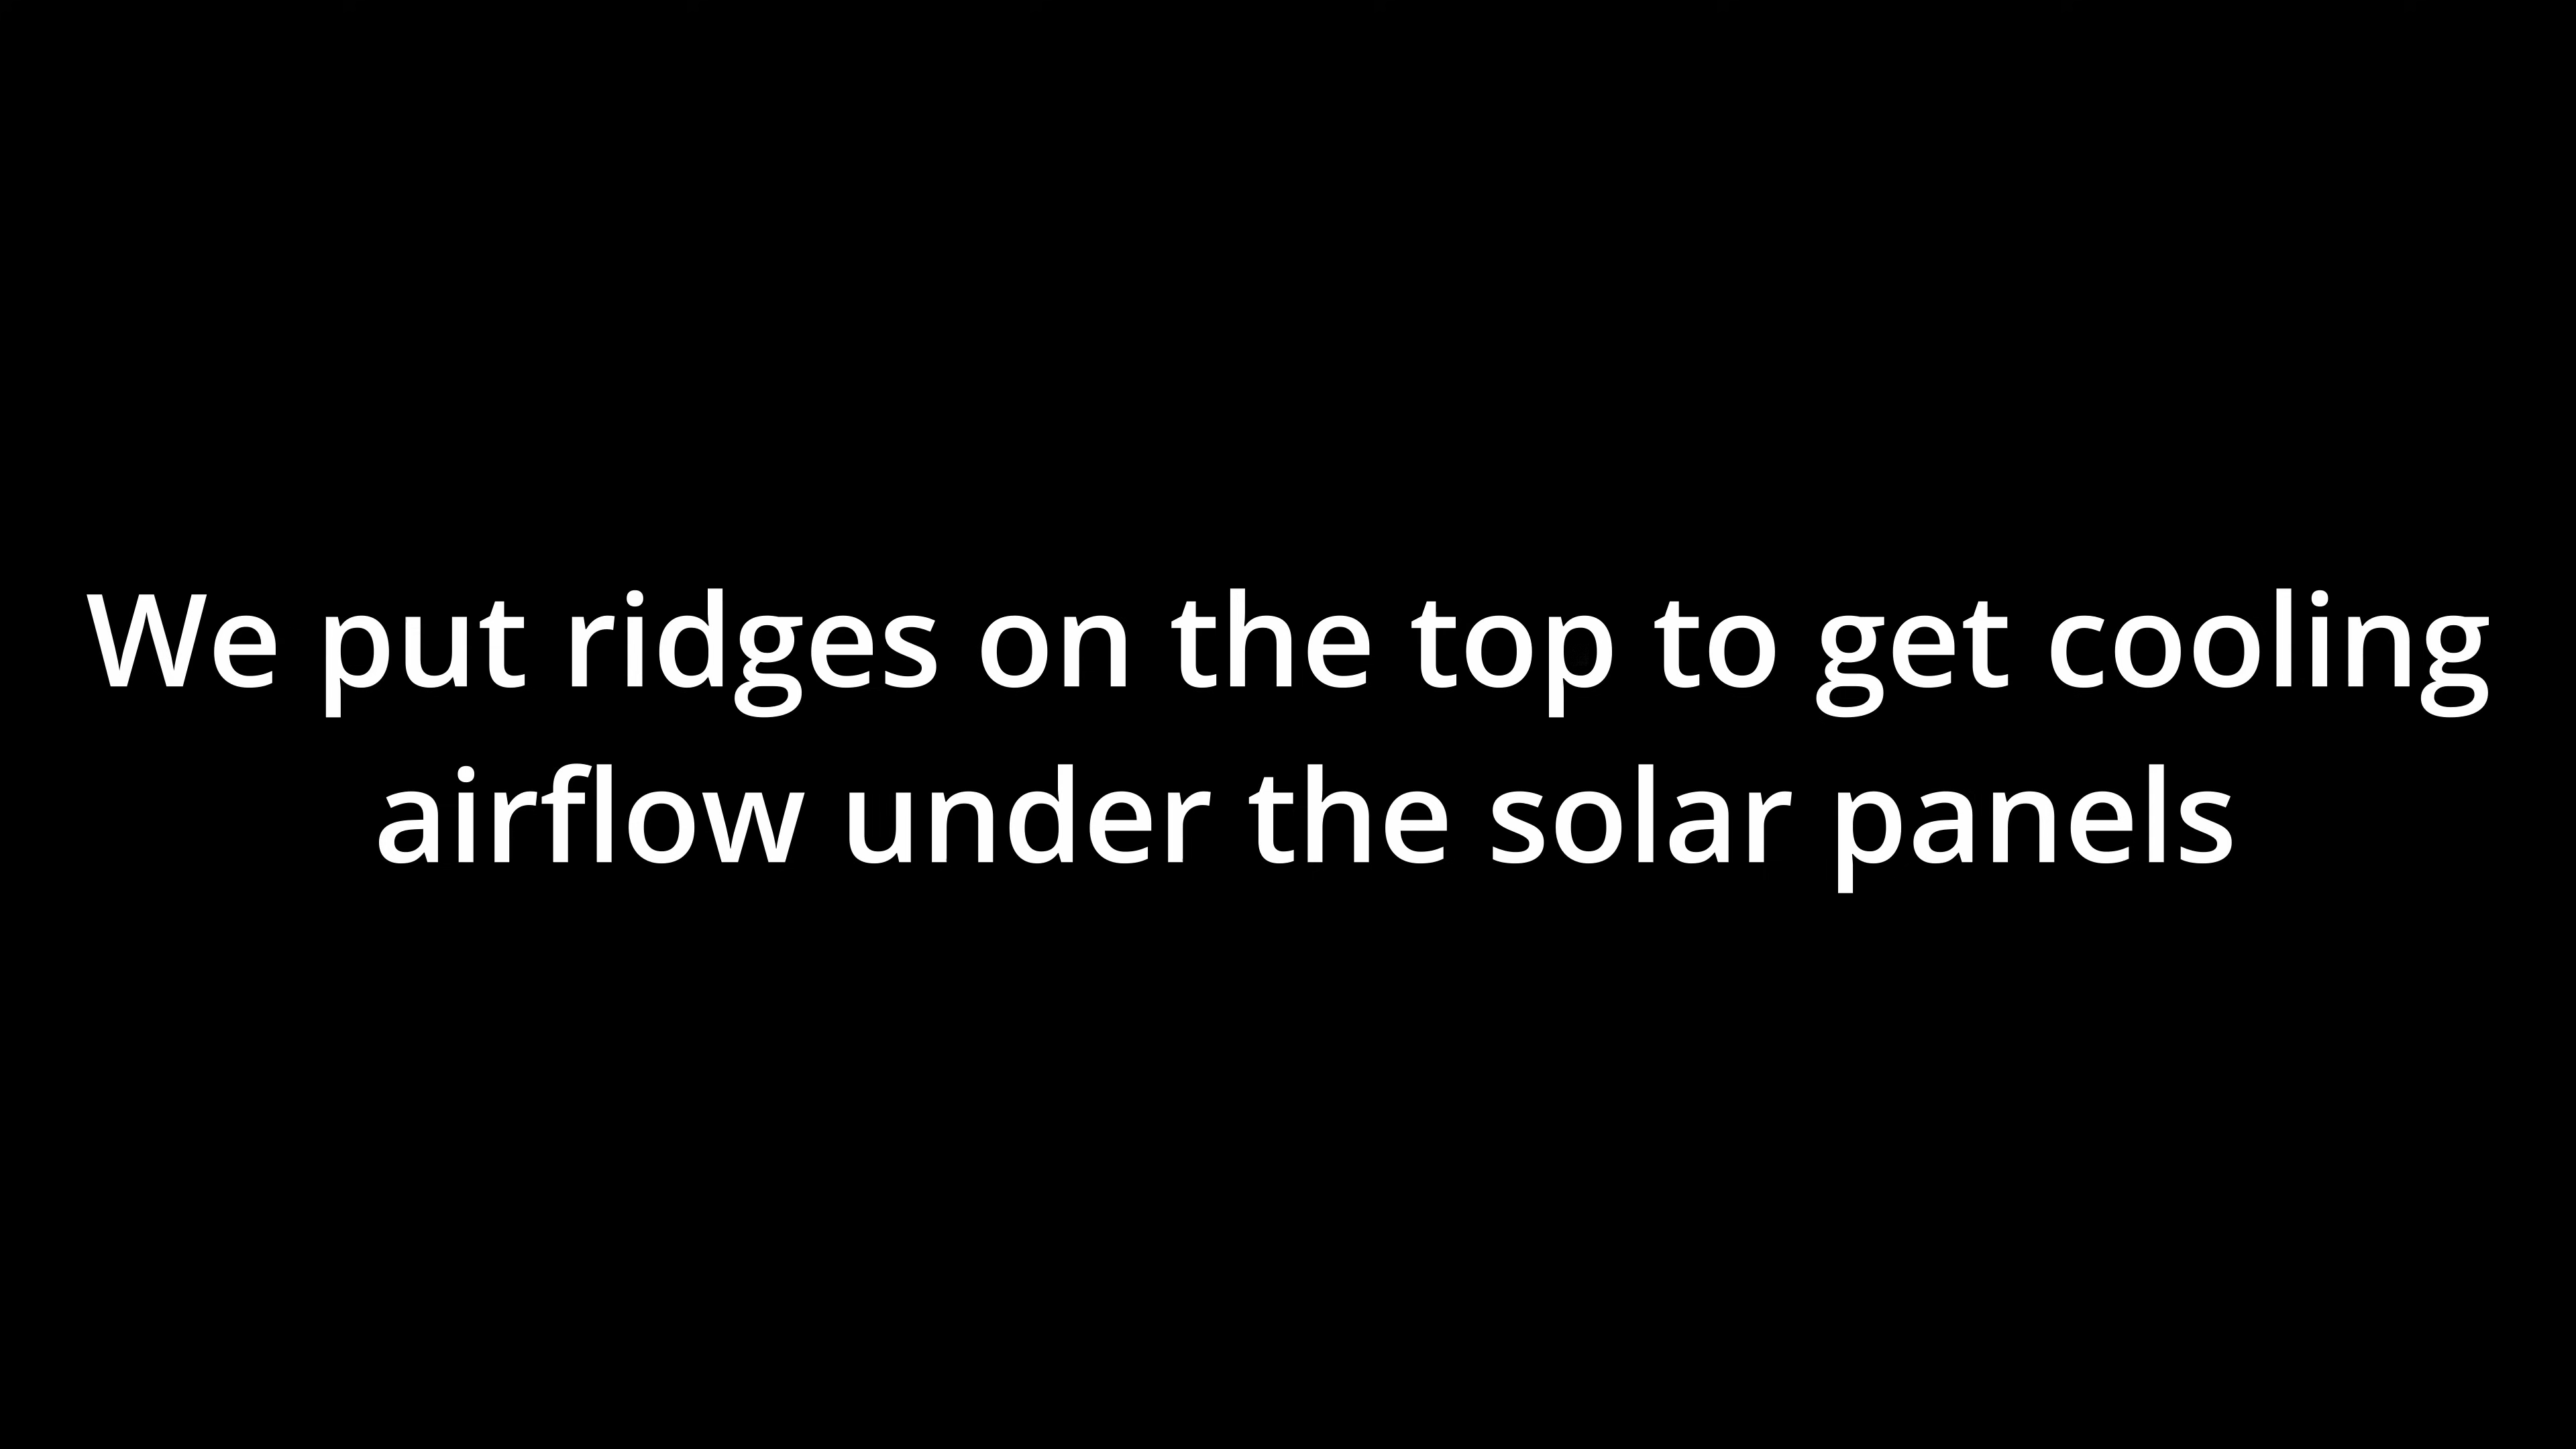 We put ridges on the top to get cooling
airflow under the solar panels